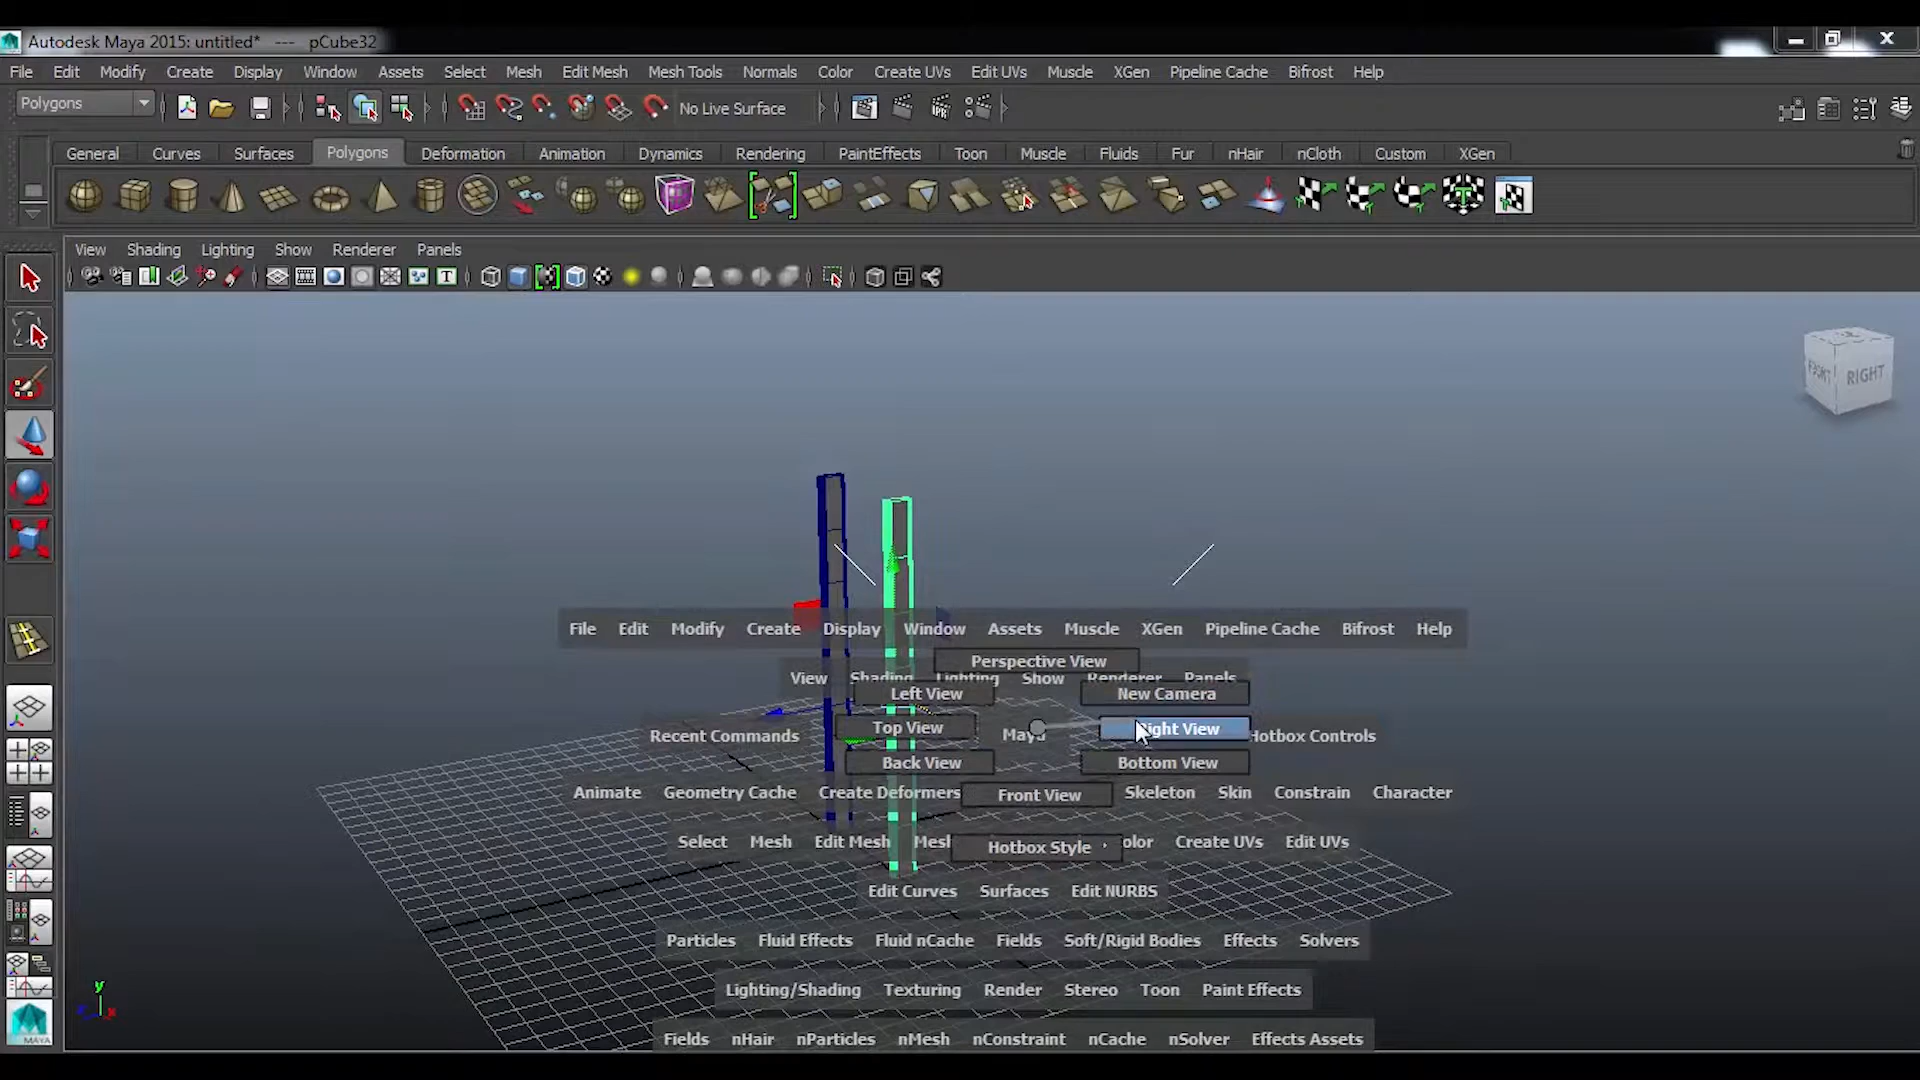 Autodesk Maya 2015: untitled* --- pCube32
File Edit Modify Create Display Window Assets Select Mesh Edit Mesh Mesh Tools Normals Color Create UVs Edit UVs Muscle XGen Pipeline Cache Bifrost Help
Polygons No Live Surface
General Curves Surfaces Polygons Deformation Animation Dynamics Rendering PaintEffects Toon Muscle Fluids Fur nHair nCloth Custom XGen
View Shading Lighting Show Renderer Panels
FRONT RIGHT
File Edit Modify Create Display Window Assets Muscle XGen Pipeline Cache Bifrost Help
Perspective View
View Shading Lighting Show Renderer Panels
Left View New Camera
Top View Right View
Recent Commands Maya Hotbox Controls
Back View Bottom View
Animate Geometry Cache Create Deformers Front View Skeleton Skin Constrain Character
Select Mesh Edit Mesh Mesh Hotbox Style Color Create UVs Edit UVs
Edit Curves Surfaces Edit NURBS
Particles Fluid Effects Fluid nCache Fields Soft/Rigid Bodies Effects Solvers
Lighting/Shading Texturing Render Stereo Toon Paint Effects
Fields nHair nParticles nMesh nConstraint nCache nSolver Effects Assets
y
x
MAYA